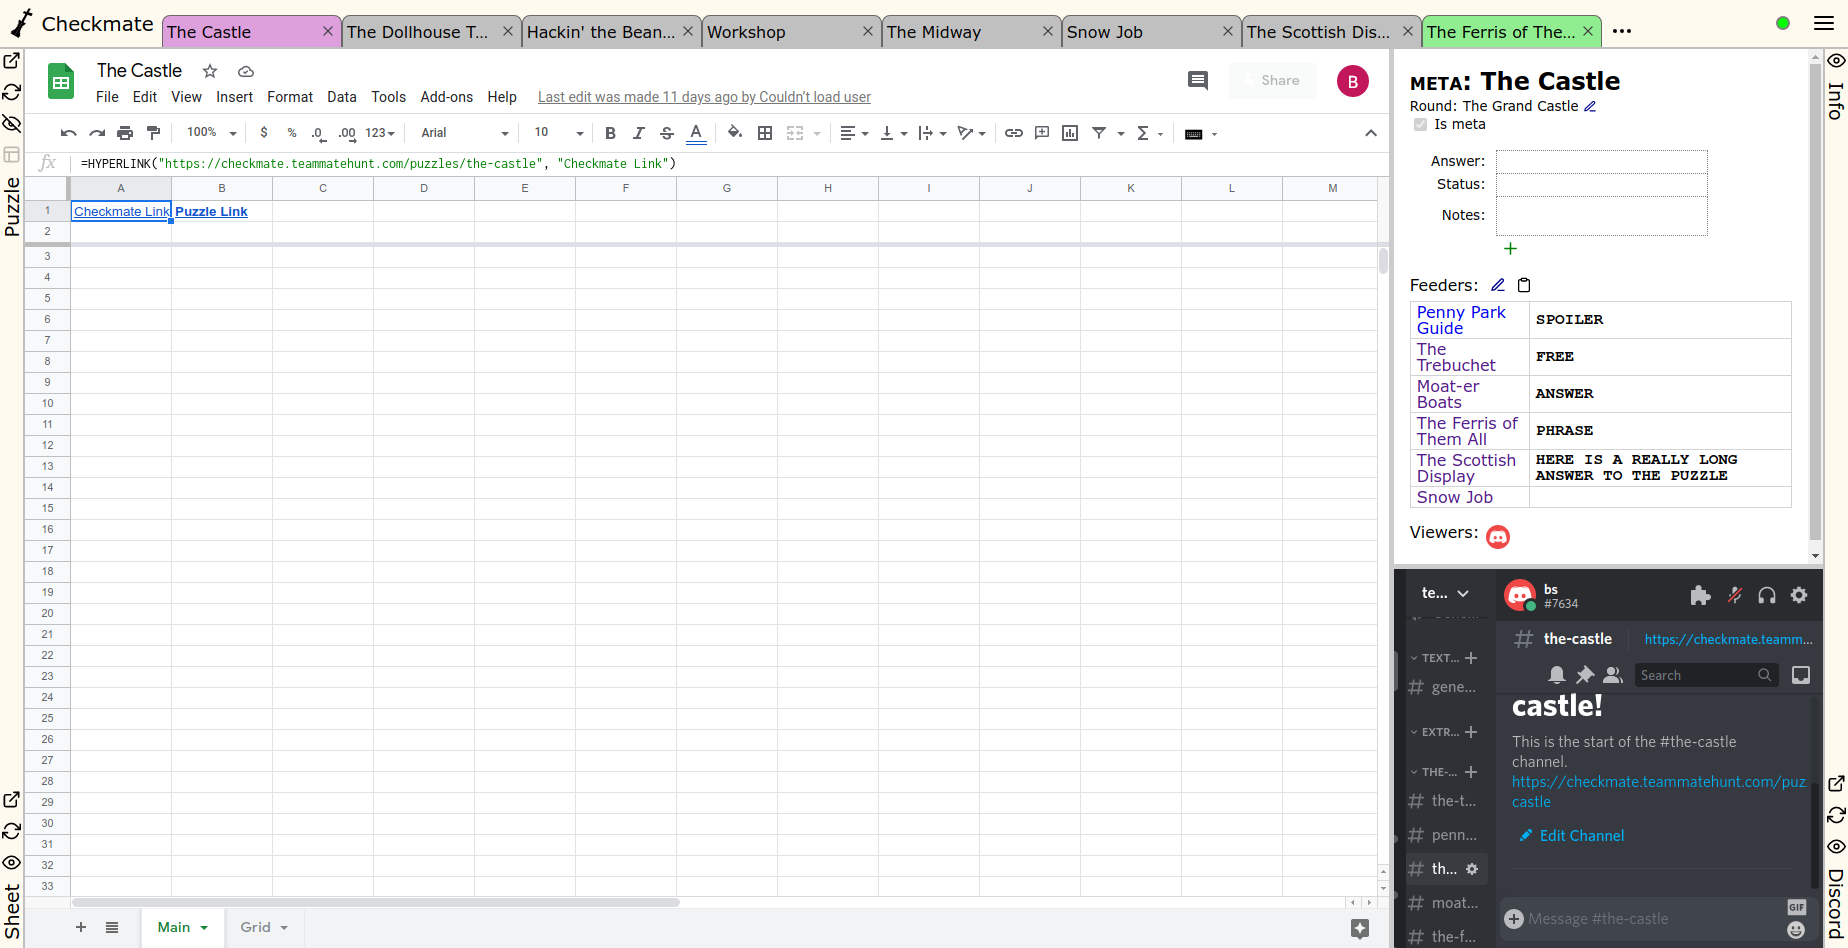 Checkmate
The Castle
The Dollhouse T...
Hackin' the Bean...
Workshop
The Midway
Snow Job
The Scottish Dis...
The Ferris of The...
Puzzle
Sheet
The Castle
File Edit View Insert Format Data Tools Add-ons Help
Last edit was made 11 days ago by Couldn't load user
Share
B
100% $ % .0 .00 123 Arial 10 B I S A
fx =HYPERLINK("https://checkmate.teammatehunt.com/puzzles/the-castle", "Checkmate Link")
A B C D E F G H I J K L M
1 Checkmate Link Puzzle Link
2
3
4
5
6
7
8
9
10
11
12
13
14
15
16
17
18
19
20
21
22
23
24
25
26
27
28
29
30
31
32
33
Main
Grid
META: The Castle
Round: The Grand Castle
Is meta
Answer:
Status:
Notes:
Feeders:
Penny Park
Guide
SPOILER
The
Trebuchet
FREE
Moat-er
Boats
ANSWER
The Ferris of
Them All
PHRASE
The Scottish
Display
HERE IS A REALLY LONG
ANSWER TO THE PUZZLE
Snow Job
Viewers:
Info
Discord
te...
bs
#7634
# the-castle
https://checkmate.teamm...
Search
TEXT...
# gene...
EXTR...
THE-...
# the-t...
# penn...
# th...
# moat...
# the-f...
castle!
This is the start of the #the-castle
channel.
https://checkmate.teammatehunt.com/puz
castle
Edit Channel
Message #the-castle
GIF